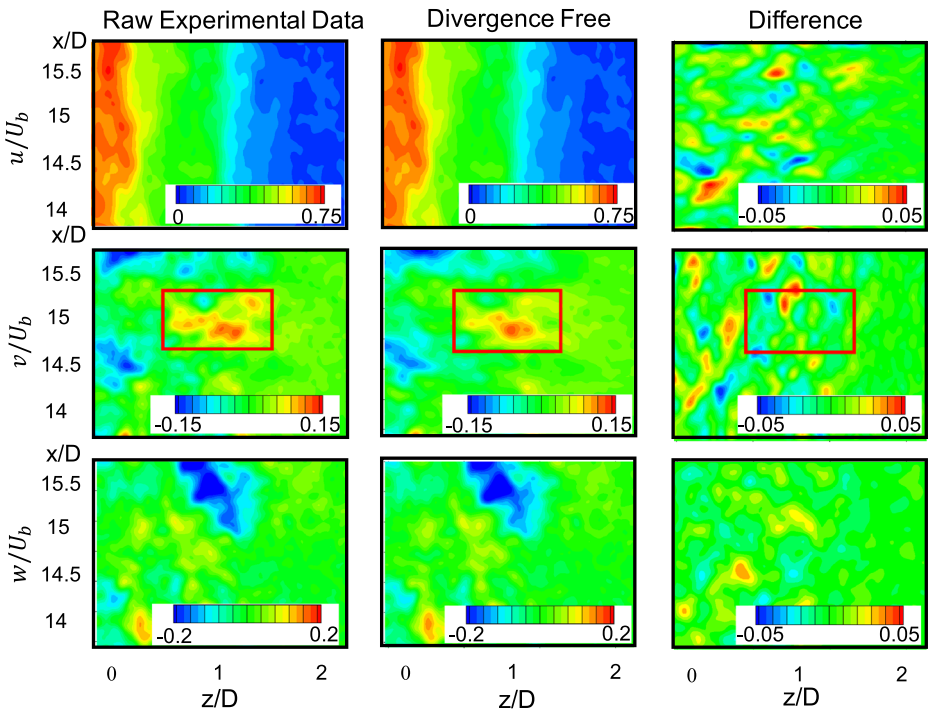 Raw Experimental Data Divergence Free Difference
x/D
15.5
15
14.5
14
u/U_b
0 0.75 0 0.75 -0.05 0.05
x/D
15.5
15
14.5
14
v/U_b
-0.15 0.15 -0.15 0.15 -0.05 0.05
x/D
15.5
15
14.5
14
w/U_b
-0.2 0.2 -0.2 0.2 -0.05 0.05
0 1 2 0 1 2 0 1 2
z/D z/D z/D